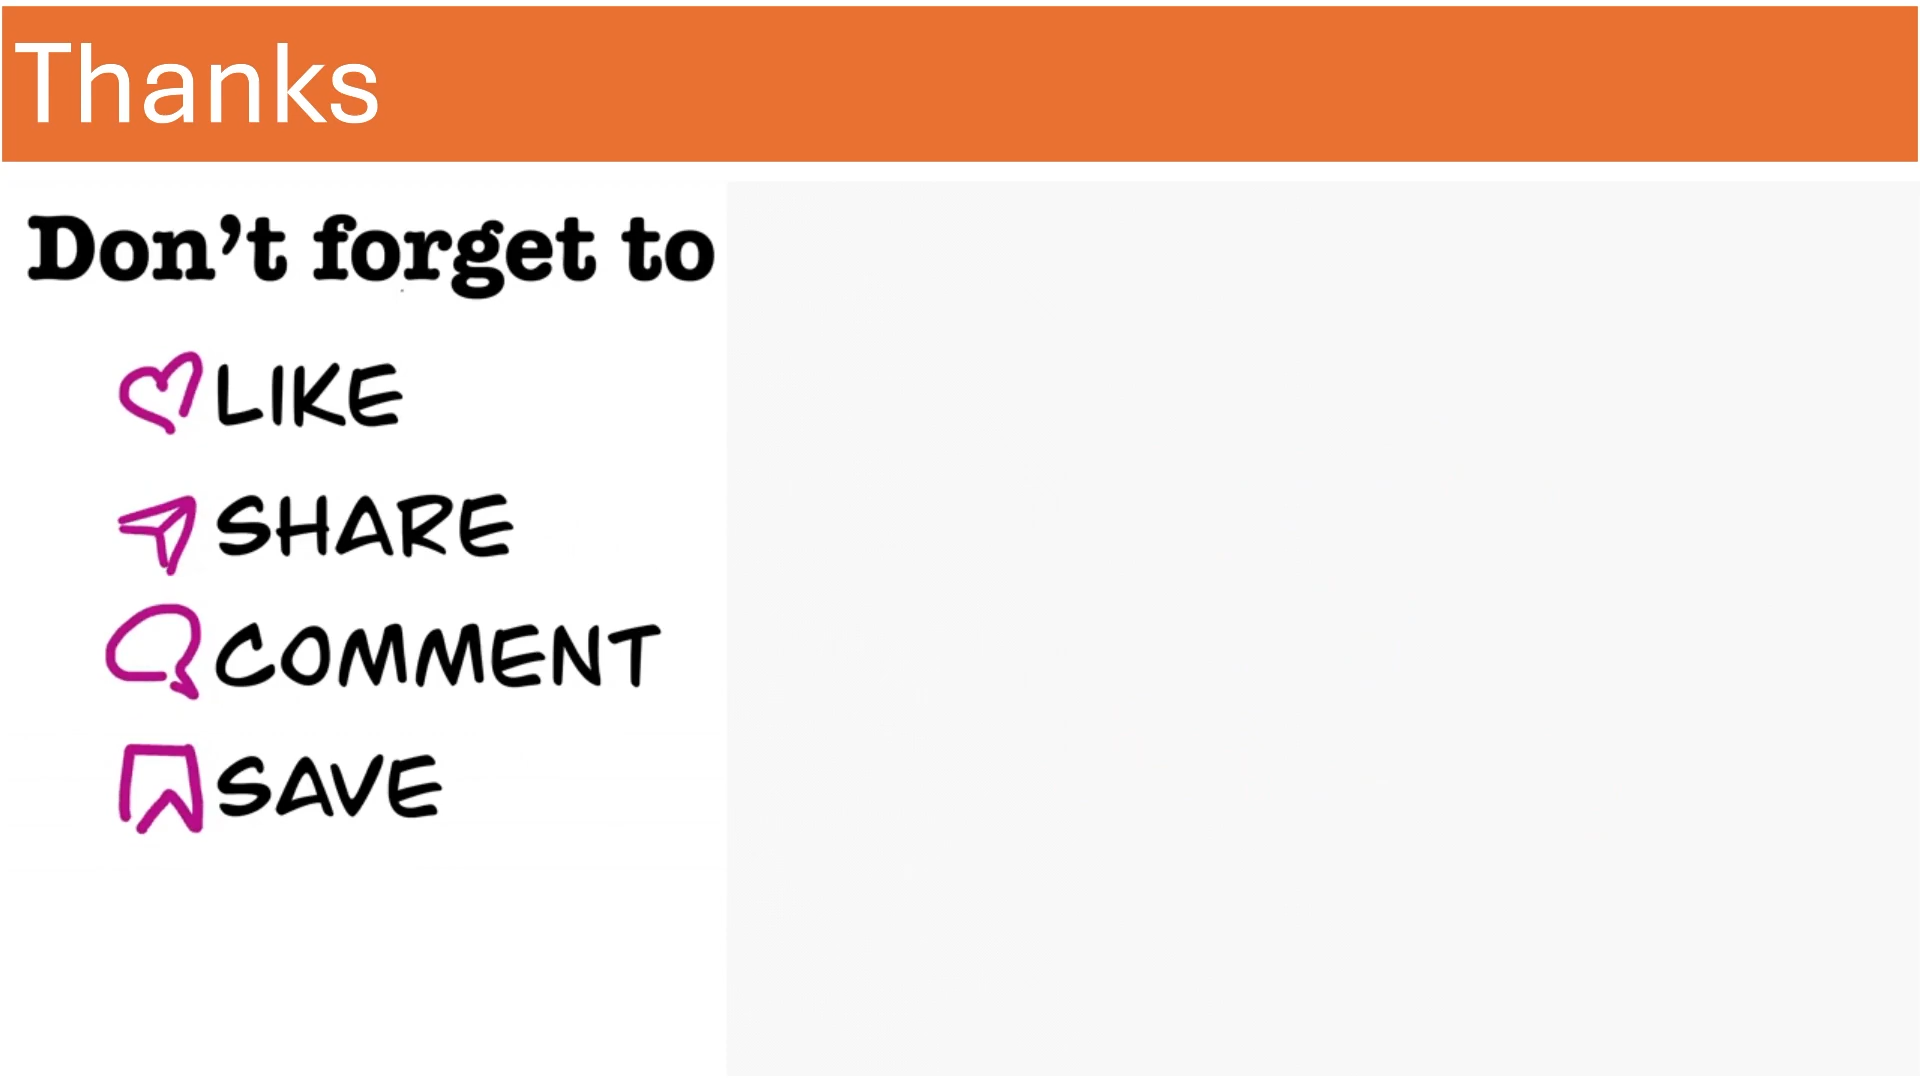 Thanks
Don’t forget to
LIKE
SHARE
COMMENT
SAVE